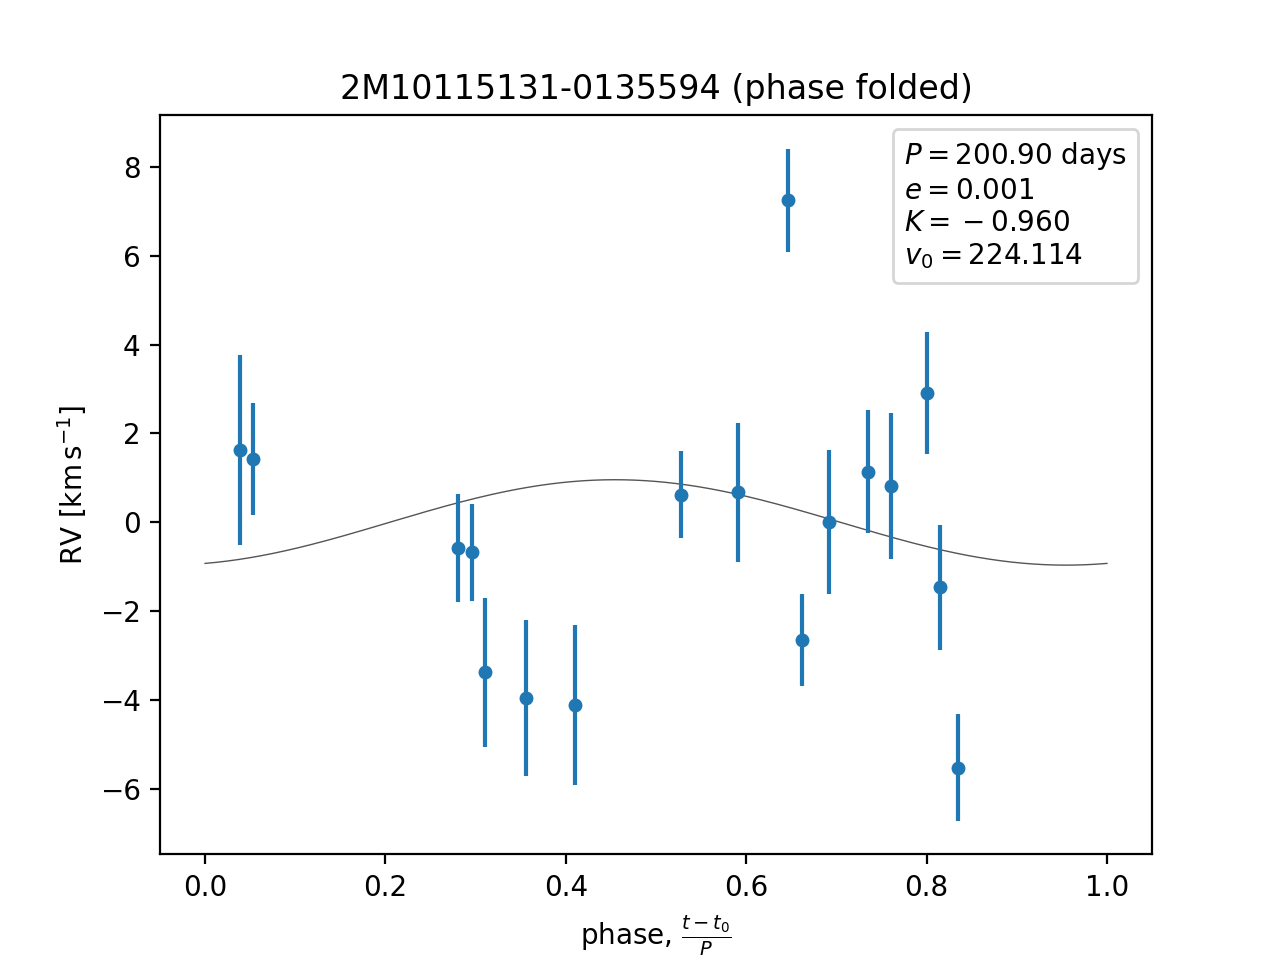 2M10115131-0135594 (phase folded)
P = 200.90 days
e = 0.001
K = −0.960
v₀ = 224.114
8
6
4
2
0
−2
−4
−6
RV [km s⁻¹]
0.0 0.2 0.4 0.6 0.8 1.0
phase, (t − t₀)/P